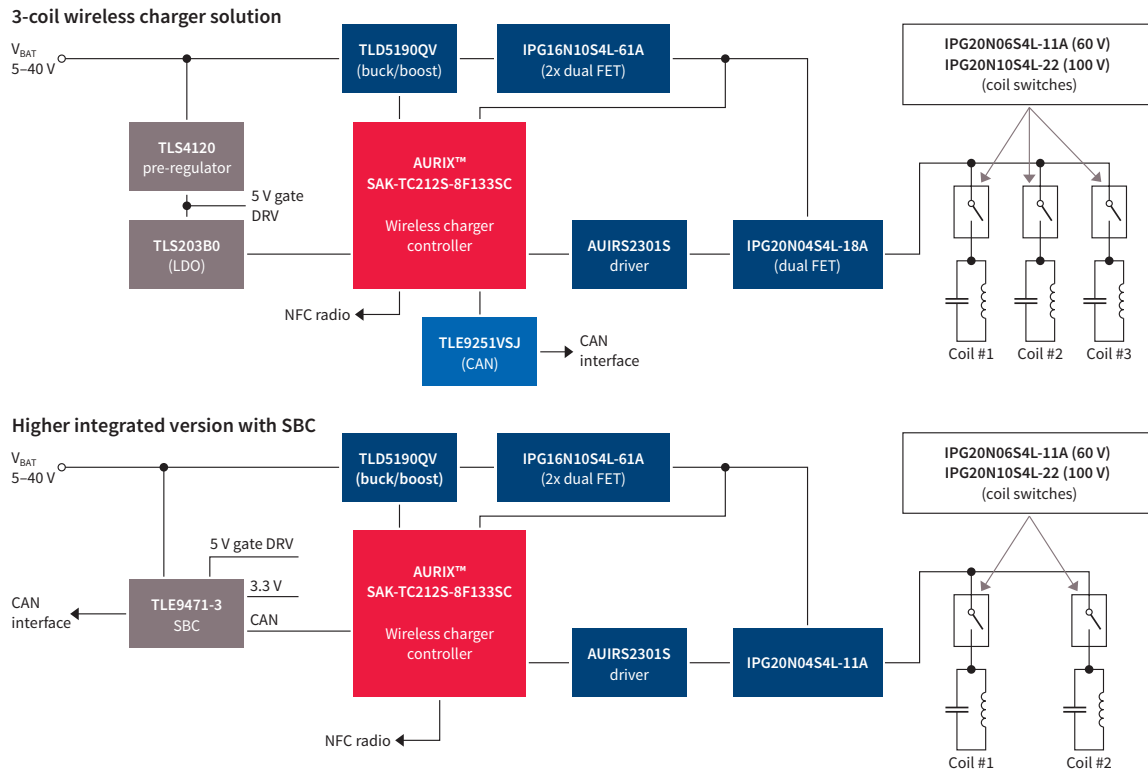 3-coil wireless charger solution
VBAT
5–40 V
TLD5190QV
(buck/boost)
IPG16N10S4L-61A
(2x dual FET)
IPG20N06S4L-11A (60 V)
IPG20N10S4L-22 (100 V)
(coil switches)
TLS4120
pre-regulator
AURIX™
SAK-TC212S-8F133SC
Wireless charger
controller
5 V gate
DRV
TLS203B0
(LDO)
AUIRS2301S
driver
IPG20N04S4L-18A
(dual FET)
NFC radio
TLE9251VSJ
(CAN)
CAN
interface
Coil #1
Coil #2
Coil #3
Higher integrated version with SBC
VBAT
5–40 V
TLD5190QV
(buck/boost)
IPG16N10S4L-61A
(2x dual FET)
IPG20N06S4L-11A (60 V)
IPG20N10S4L-22 (100 V)
(coil switches)
5 V gate DRV
3.3 V
CAN
CAN
interface
TLE9471-3
SBC
AURIX™
SAK-TC212S-8F133SC
Wireless charger
controller
AUIRS2301S
driver
IPG20N04S4L-11A
NFC radio
Coil #1
Coil #2